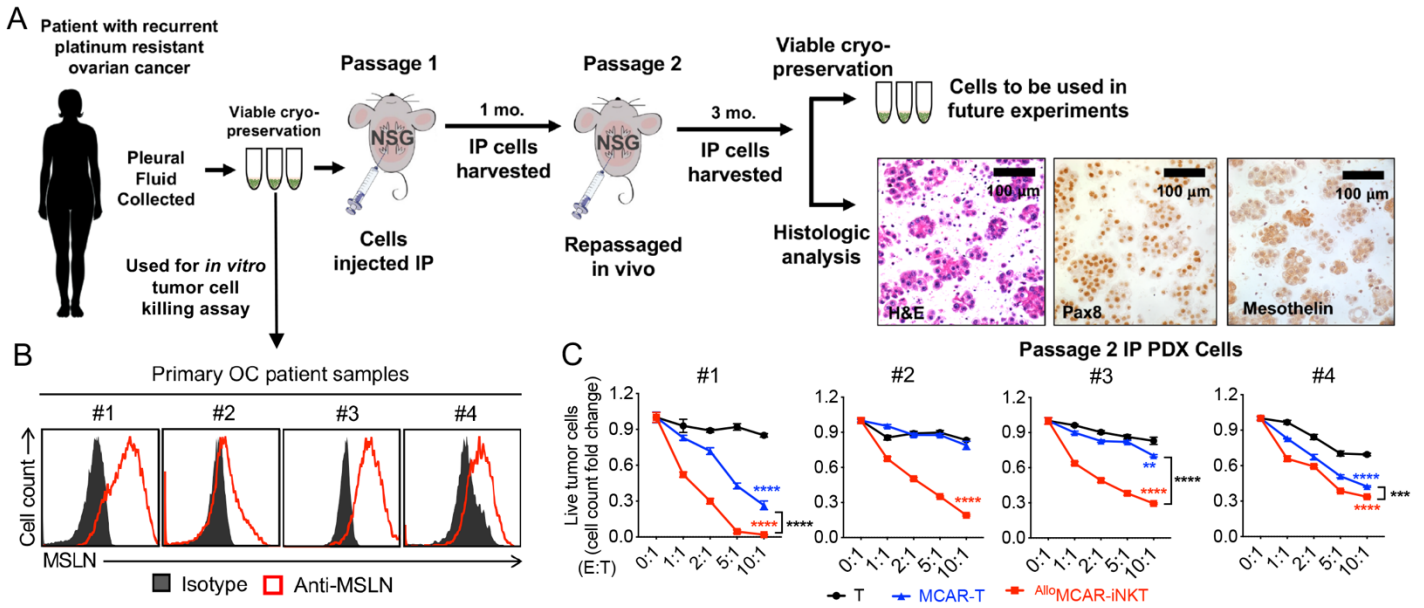 A
Patient with recurrent
platinum resistant
ovarian cancer
Pleural
Fluid
Collected
Viable cryo-
preservation
Used for in vitro
tumor cell
killing assay
Passage 1
NSG
Cells
injected IP
1 mo.
IP cells
harvested
Passage 2
NSG
Repassaged
in vivo
3 mo.
IP cells
harvested
Viable cryo-
preservation
Cells to be used in
future experiments
Histologic
analysis
100 µm
H&E
100 µm
Pax8
100 µm
Mesothelin
Passage 2 IP PDX Cells
B
Primary OC patient samples
#1 #2 #3 #4
Cell count
MSLN
Isotype Anti-MSLN
C
#1 #2 #3 #4
Live tumor cells
(cell count fold change)
1.2
0.9
0.6
0.3
0.0
****
****
****
0:1 1:1 2:1 5:1 10:1
(E:T)
1.2
0.9
0.6
0.3
0.0
****
0:1 1:1 2:1 5:1 10:1
1.2
0.9
0.6
0.3
0.0
**
****
****
0:1 1:1 2:1 5:1 10:1
1.2
0.9
0.6
0.3
0.0
****
***
****
0:1 1:1 2:1 5:1 10:1
T MCAR-T AlloMCAR-iNKT